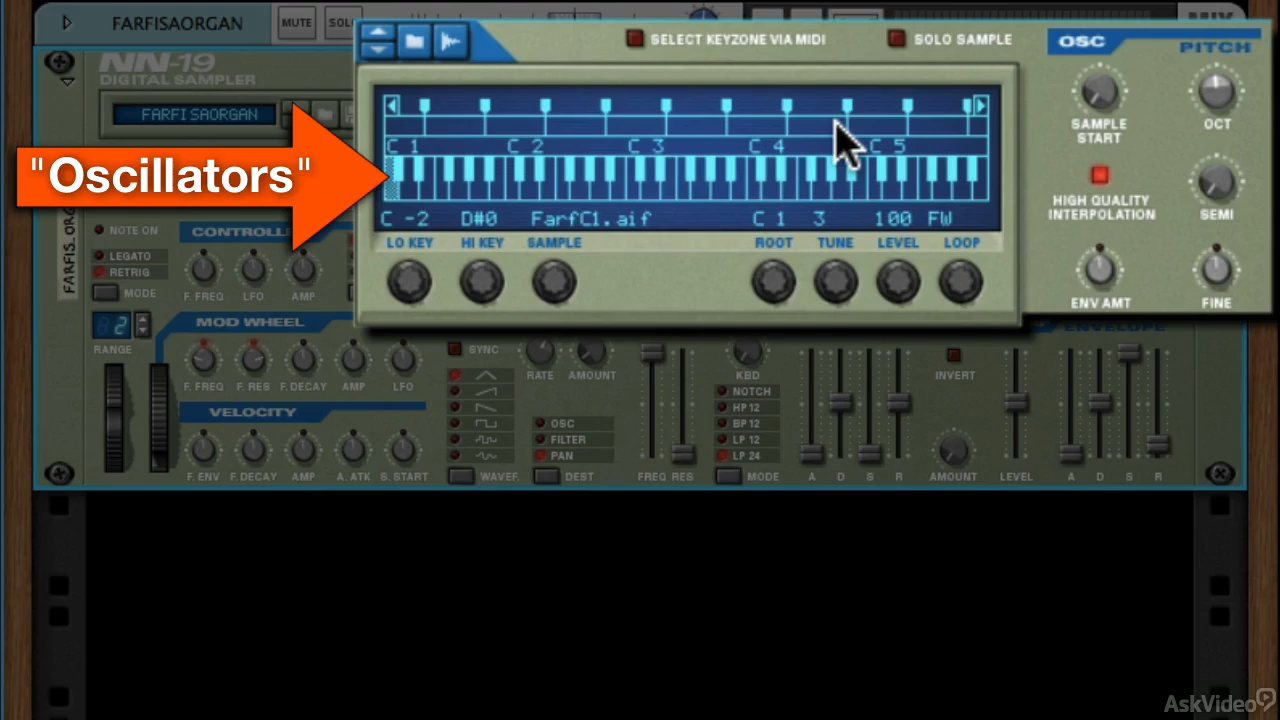 FARFISAORGAN
MUTE
SOL
MIX
NN-19
DIGITAL SAMPLER
FARFISAORGAN
SELECT KEYZONE VIA MIDI
SOLO SAMPLE
OSC
PITCH
SAMPLE
START
OCT
HIGH QUALITY
INTERPOLATION
SEMI
ENV AMT
FINE
C 1 C 2 C 3 C 4 C 5
C -2 D#0 FarfC1.aif C 1 3 100 FW
LO KEY HI KEY SAMPLE ROOT TUNE LEVEL LOOP
"Oscillators"
FARFIS_ORG
NOTE ON
LEGATO
RETRIG
MODE
CONTROLL
F. FREQ LFO AMP
2
RANGE
MOD WHEEL
F. FREQ F. RES F. DECAY AMP LFO
VELOCITY
F. ENV F. DECAY AMP A. ATK S. START
SYNC
RATE AMOUNT
OSC
FILTER
PAN
WAVEF. DEST
FREQ RES
KBD
NOTCH
HP 12
BP 12
LP 12
LP 24
MODE
A D S R
INVERT
AMOUNT
ENVELOPE
LEVEL
A D S R
AskVideo